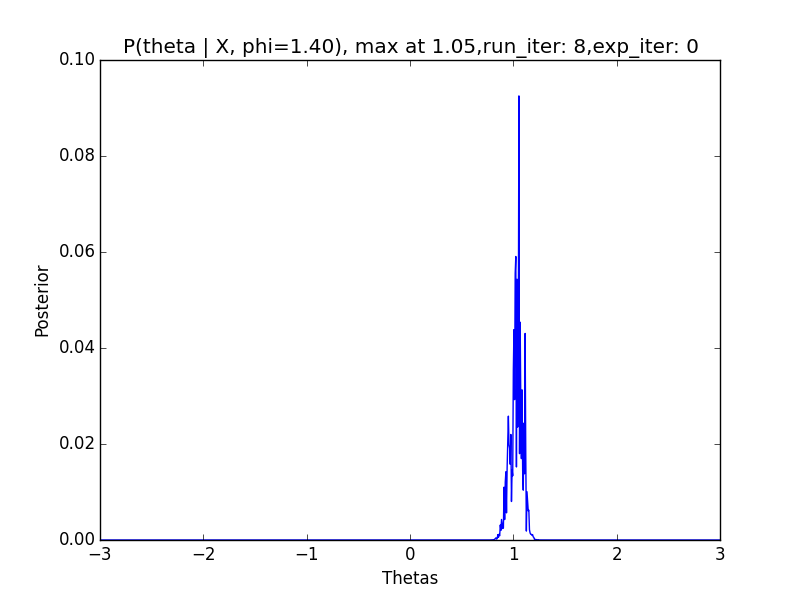 P(theta | X, phi=1.40), max at 1.05,run_iter: 8,exp_iter: 0
0.10
0.08
0.06
0.04
0.02
0.00
Posterior
−3 −2 −1 0 1 2 3
Thetas